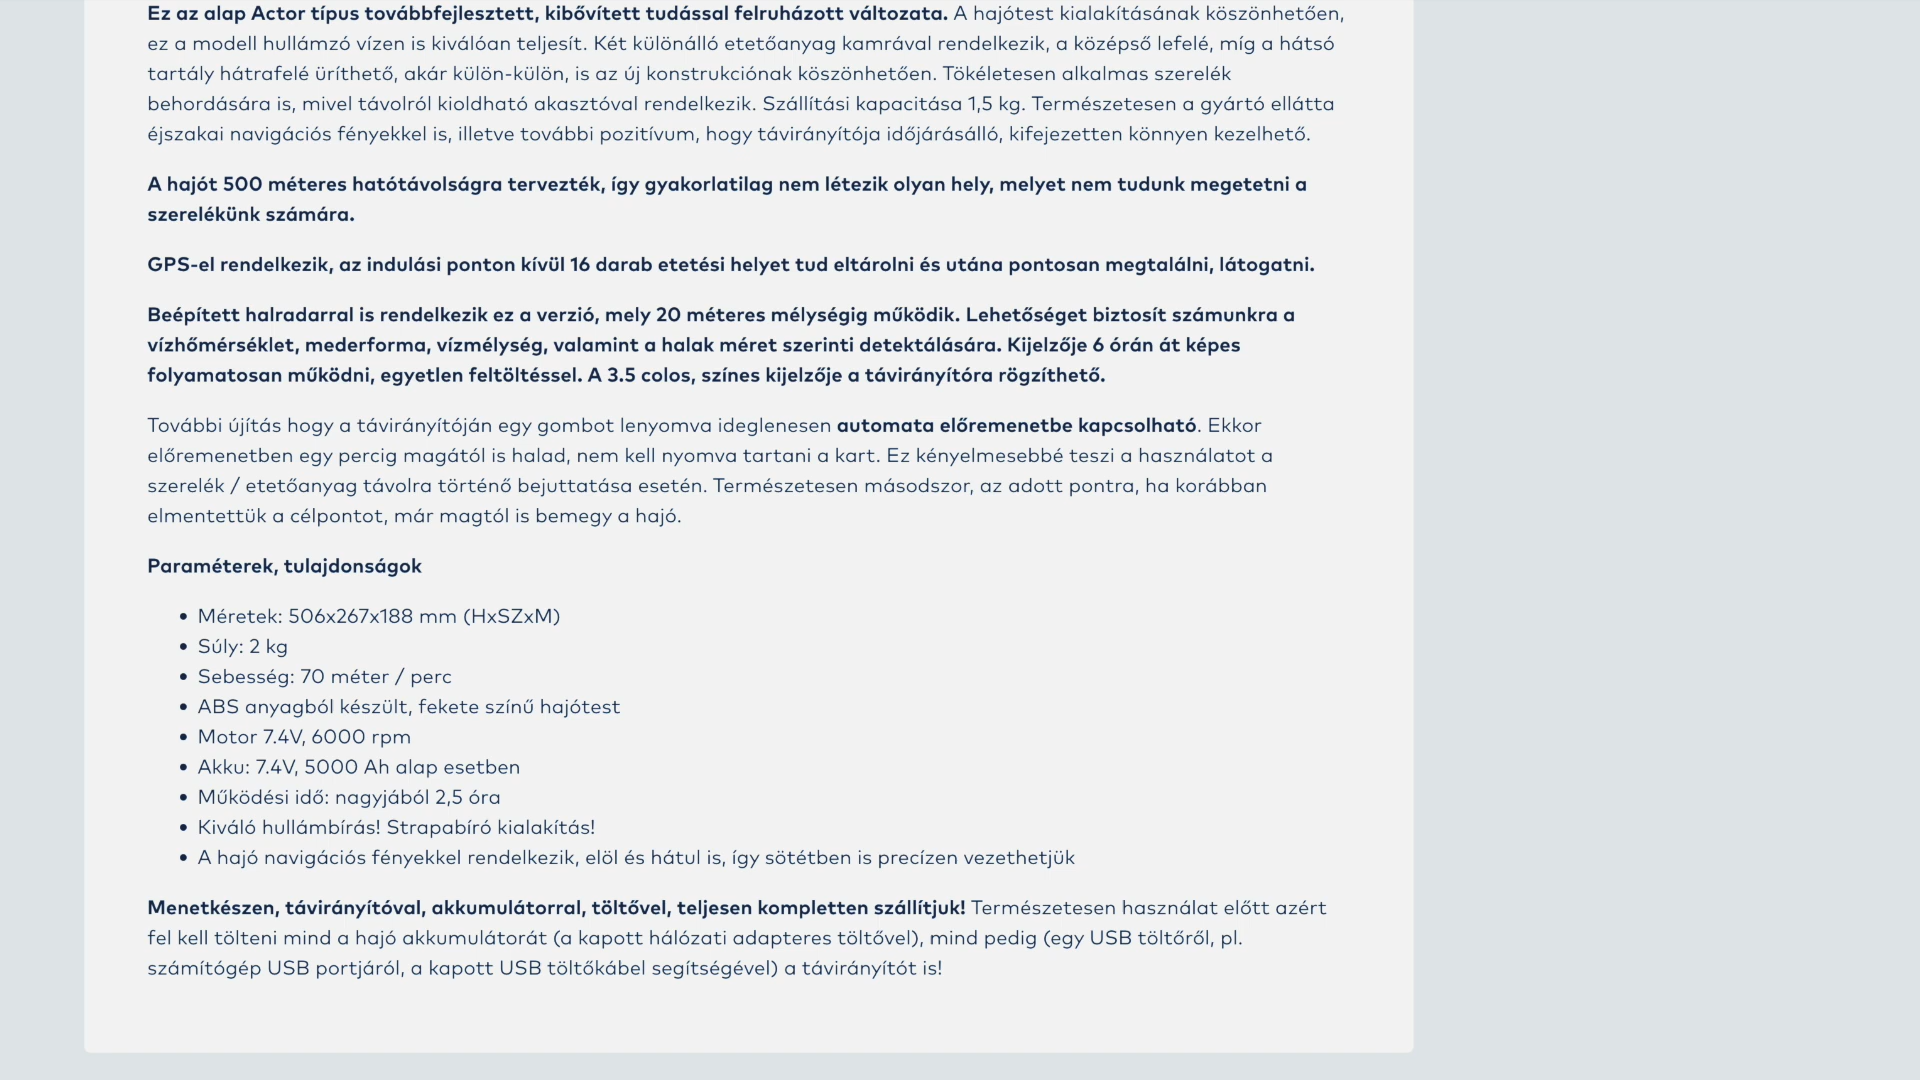 Ez az alap Actor típus továbbfejlesztett, kibővített tudással felruházott változata. A hajótest kialakításának köszönhetően,
ez a modell hullámzó vízen is kiválóan teljesít. Két különálló etetőanyag kamrával rendelkezik, a középső lefelé, míg a hátsó
tartály hátrafelé üríthető, akár külön-külön, is az új konstrukciónak köszönhetően. Tökéletesen alkalmas szerelék
behordására is, mivel távolról kioldható akasztóval rendelkezik. Szállítási kapacitása 1,5 kg. Természetesen a gyártó ellátta
éjszakai navigációs fényekkel is, illetve további pozitívum, hogy távirányítója időjárásálló, kifejezetten könnyen kezelhető.
A hajót 500 méteres hatótávolságra tervezték, így gyakorlatilag nem létezik olyan hely, melyet nem tudunk megetetni a
szerelékünk számára.
GPS-el rendelkezik, az indulási ponton kívül 16 darab etetési helyet tud eltárolni és utána pontosan megtalálni, látogatni.
Beépített halradarral is rendelkezik ez a verzió, mely 20 méteres mélységig működik. Lehetőséget biztosít számunkra a
vízhőmérséklet, mederforma, vízmélység, valamint a halak méret szerinti detektálására. Kijelzője 6 órán át képes
folyamatosan működni, egyetlen feltöltéssel. A 3.5 colos, színes kijelzője a távirányítóra rögzíthető.
További újítás hogy a távirányítóján egy gombot lenyomva ideglenesen automata előremenetbe kapcsolható. Ekkor
előremenetben egy percig magától is halad, nem kell nyomva tartani a kart. Ez kényelmesebbé teszi a használatot a
szerelék / etetőanyag távolra történő bejuttatása esetén. Természetesen másodszor, az adott pontra, ha korábban
elmentettük a célpontot, már magtól is bemegy a hajó.
Paraméterek, tulajdonságok
• Méretek: 506x267x188 mm (HxSZxM)
• Súly: 2 kg
• Sebesség: 70 méter / perc
• ABS anyagból készült, fekete színű hajótest
• Motor 7.4V, 6000 rpm
• Akku: 7.4V, 5000 Ah alap esetben
• Működési idő: nagyjából 2,5 óra
• Kiváló hullámbírás! Strapabíró kialakítás!
• A hajó navigációs fényekkel rendelkezik, elöl és hátul is, így sötétben is precízen vezethetjük
Menetkészen, távirányítóval, akkumulátorral, töltővel, teljesen kompletten szállítjuk! Természetesen használat előtt azért
fel kell tölteni mind a hajó akkumulátorát (a kapott hálózati adapteres töltővel), mind pedig (egy USB töltőről, pl.
számítógép USB portjáról, a kapott USB töltőkábel segítségével) a távirányítót is!